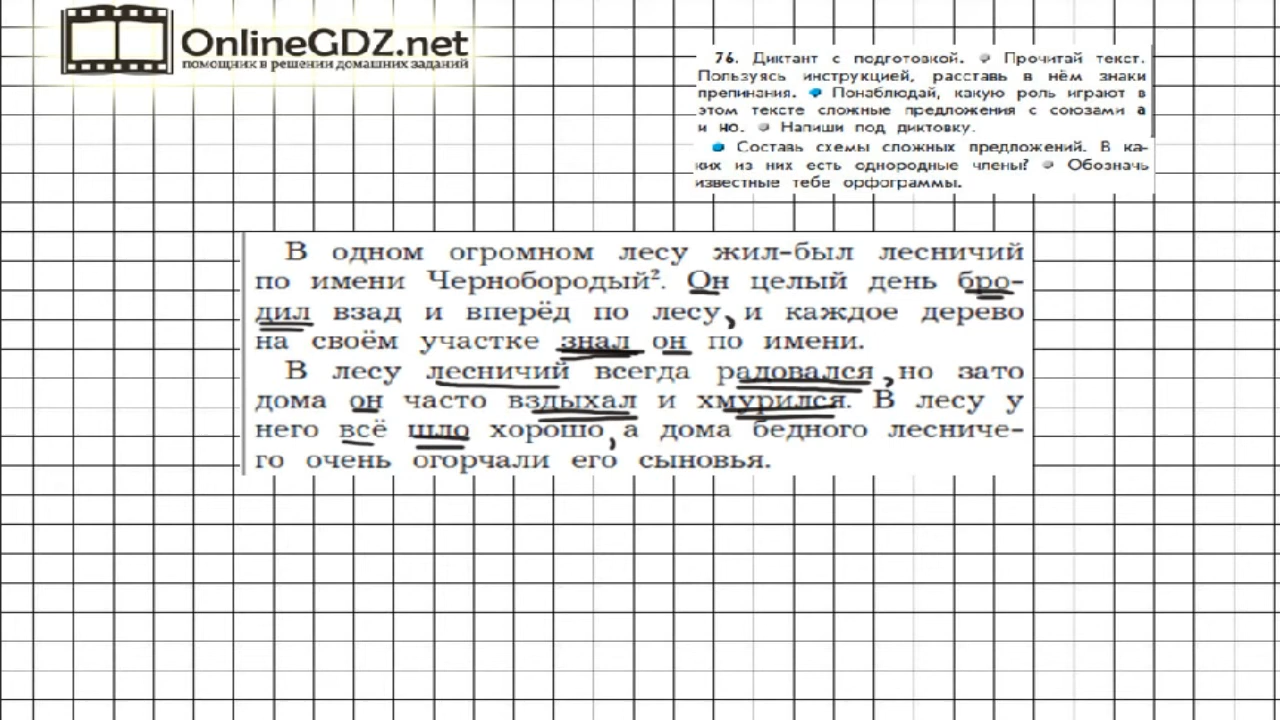 OnlineGDZ.net
помощник в решении домашних заданий
76. Диктант с подготовкой. Прочитай текст.
Пользуясь инструкцией, расставь в нём знаки
препинания. Понаблюдай, какую роль играют в
этом тексте сложные предложения с союзами а
и но. Напиши под диктовку.
Составь схемы сложных предложений. В ка-
ких из них есть однородные члены? Обозначь
известные тебе орфограммы.
В одном огромном лесу жил-был лесничий
по имени Чернобородый². Он целый день бро-
дил взад и вперёд по лесу, и каждое дерево
на своём участке знал он по имени.
В лесу лесничий всегда радовался, но зато
дома он часто вздыхал и хмурился. В лесу у
него всё шло хорошо, а дома бедного лесниче-
го очень огорчали его сыновья.